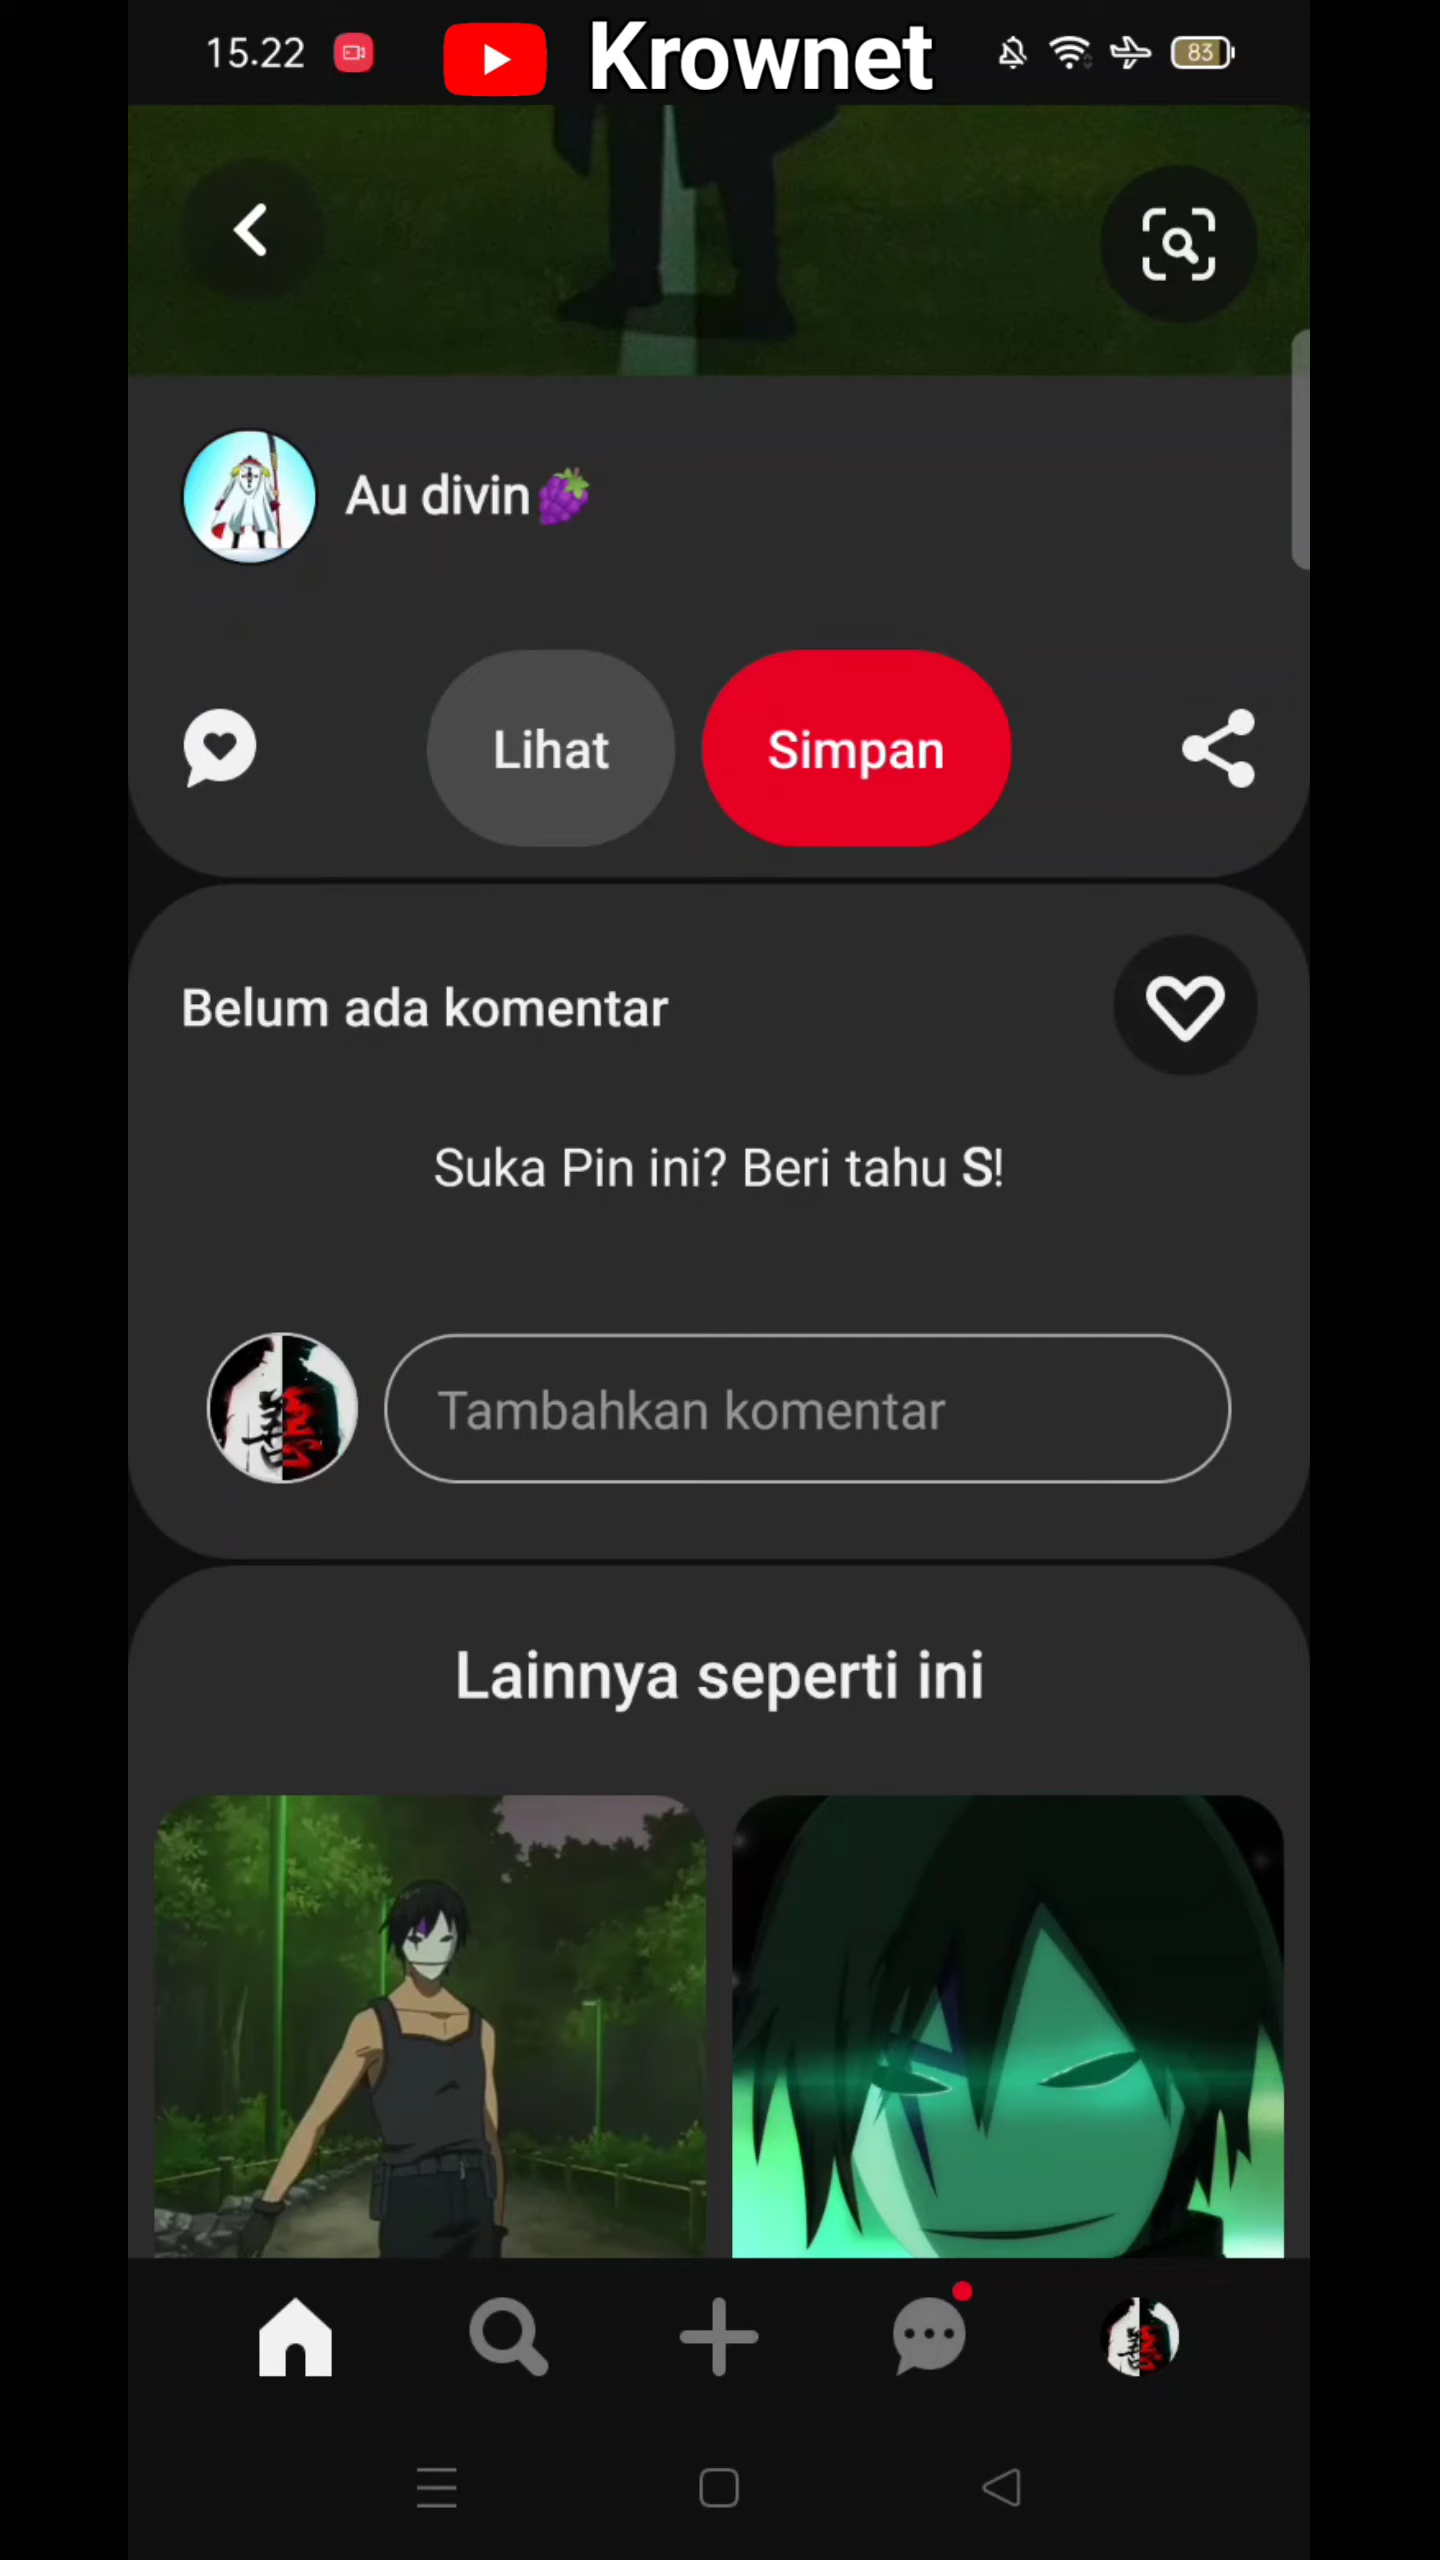 15.22
Krownet
83
Au divin🍇
Lihat
Simpan
Belum ada komentar
Suka Pin ini? Beri tahu S!
Tambahkan komentar
Lainnya seperti ini